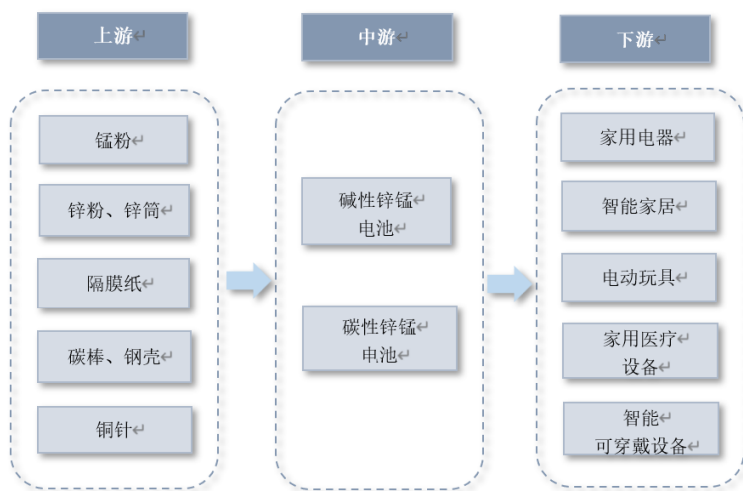 上游
中游
下游
锰粉
锌粉、锌筒
隔膜纸
碳棒、钢壳
铜针
碱性锌锰
电池
碳性锌锰
电池
家用电器
智能家居
电动玩具
家用医疗
设备
智能
可穿戴设备